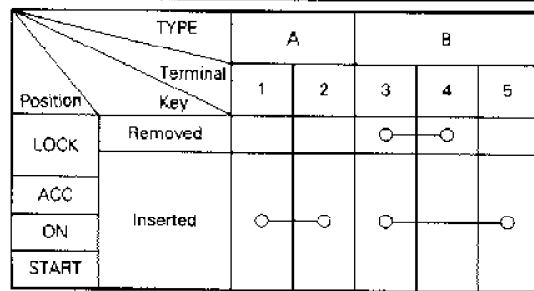 TYPE A B
Terminal
Position Key 1 2 3 4 5
LOCK Removed
ACC
ON Inserted
START